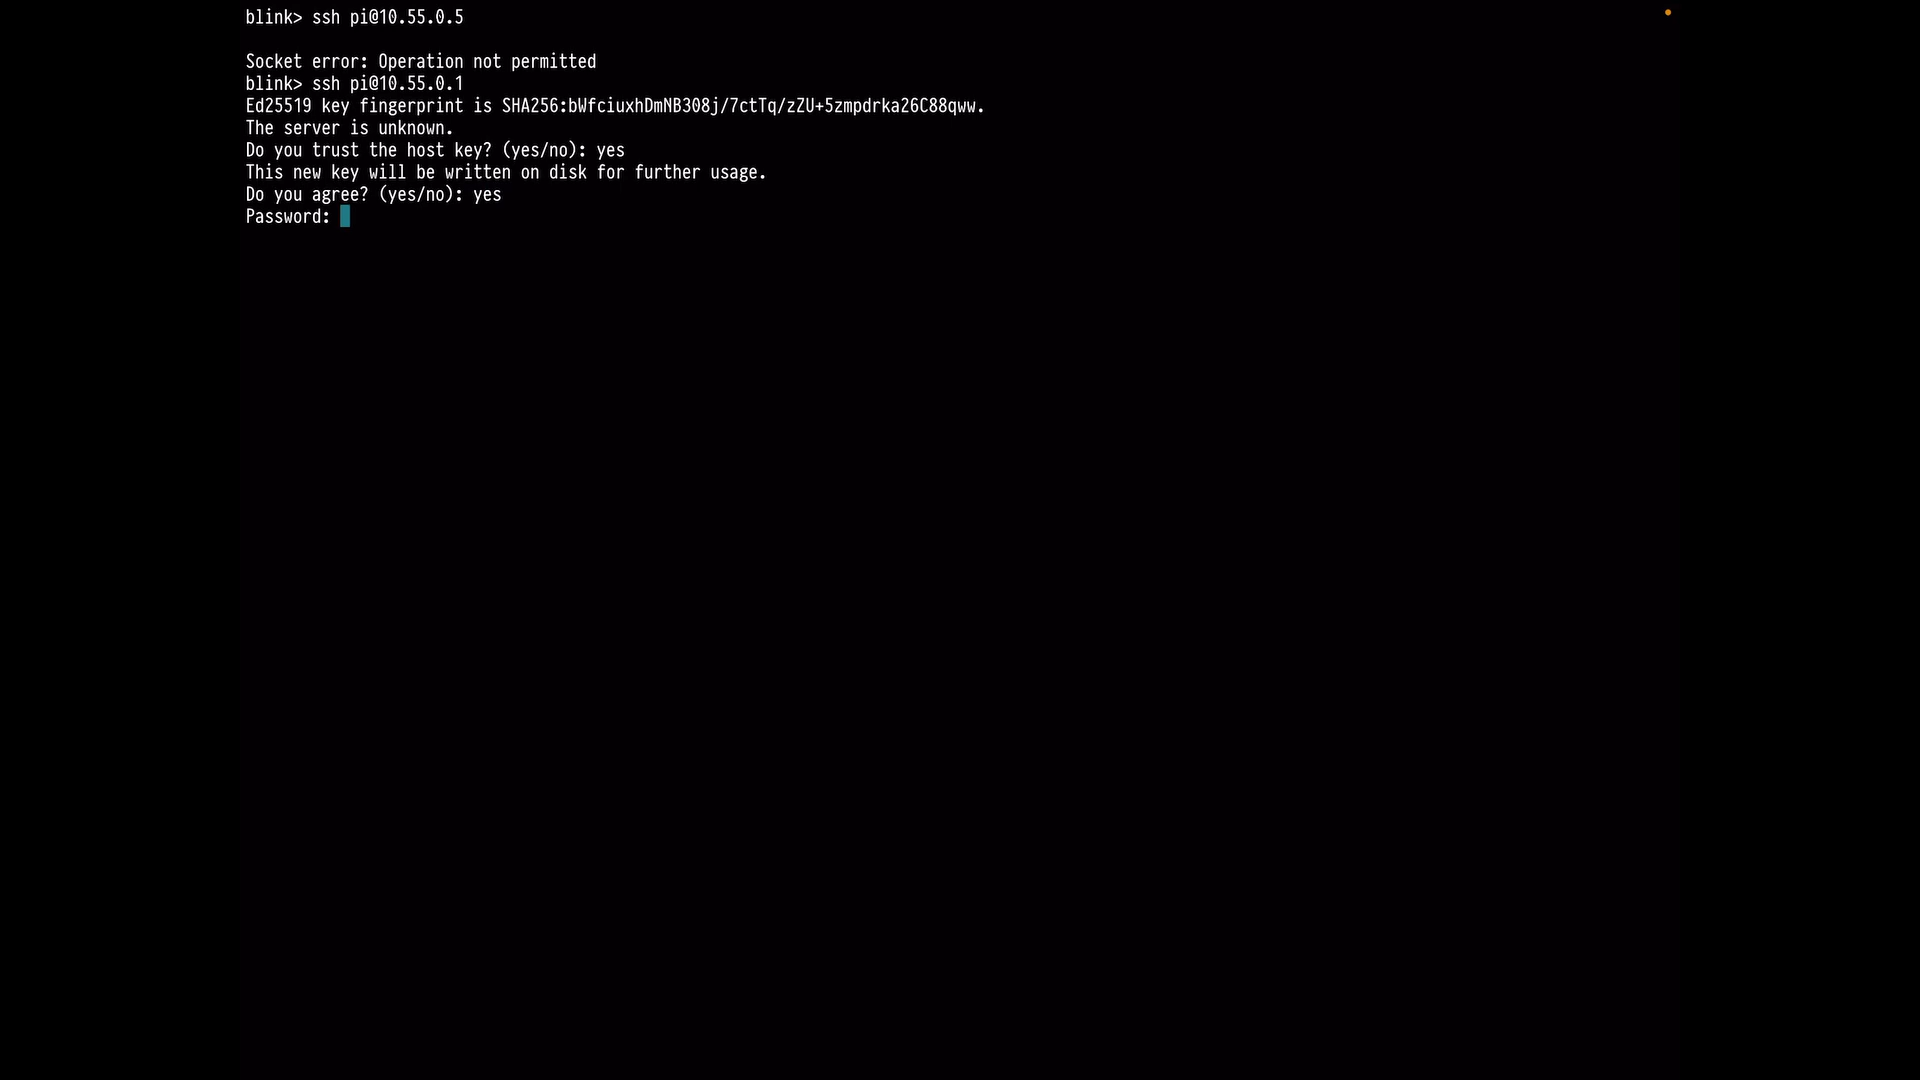 blink> ssh pi@10.55.0.5
Socket error: Operation not permitted
blink> ssh pi@10.55.0.1
Ed25519 key fingerprint is SHA256:bWfciuxhDmNB308j/7ctTq/zZU+5zmpdrka26C88qww.
The server is unknown.
Do you trust the host key? (yes/no): yes
This new key will be written on disk for further usage.
Do you agree? (yes/no): yes
Password: